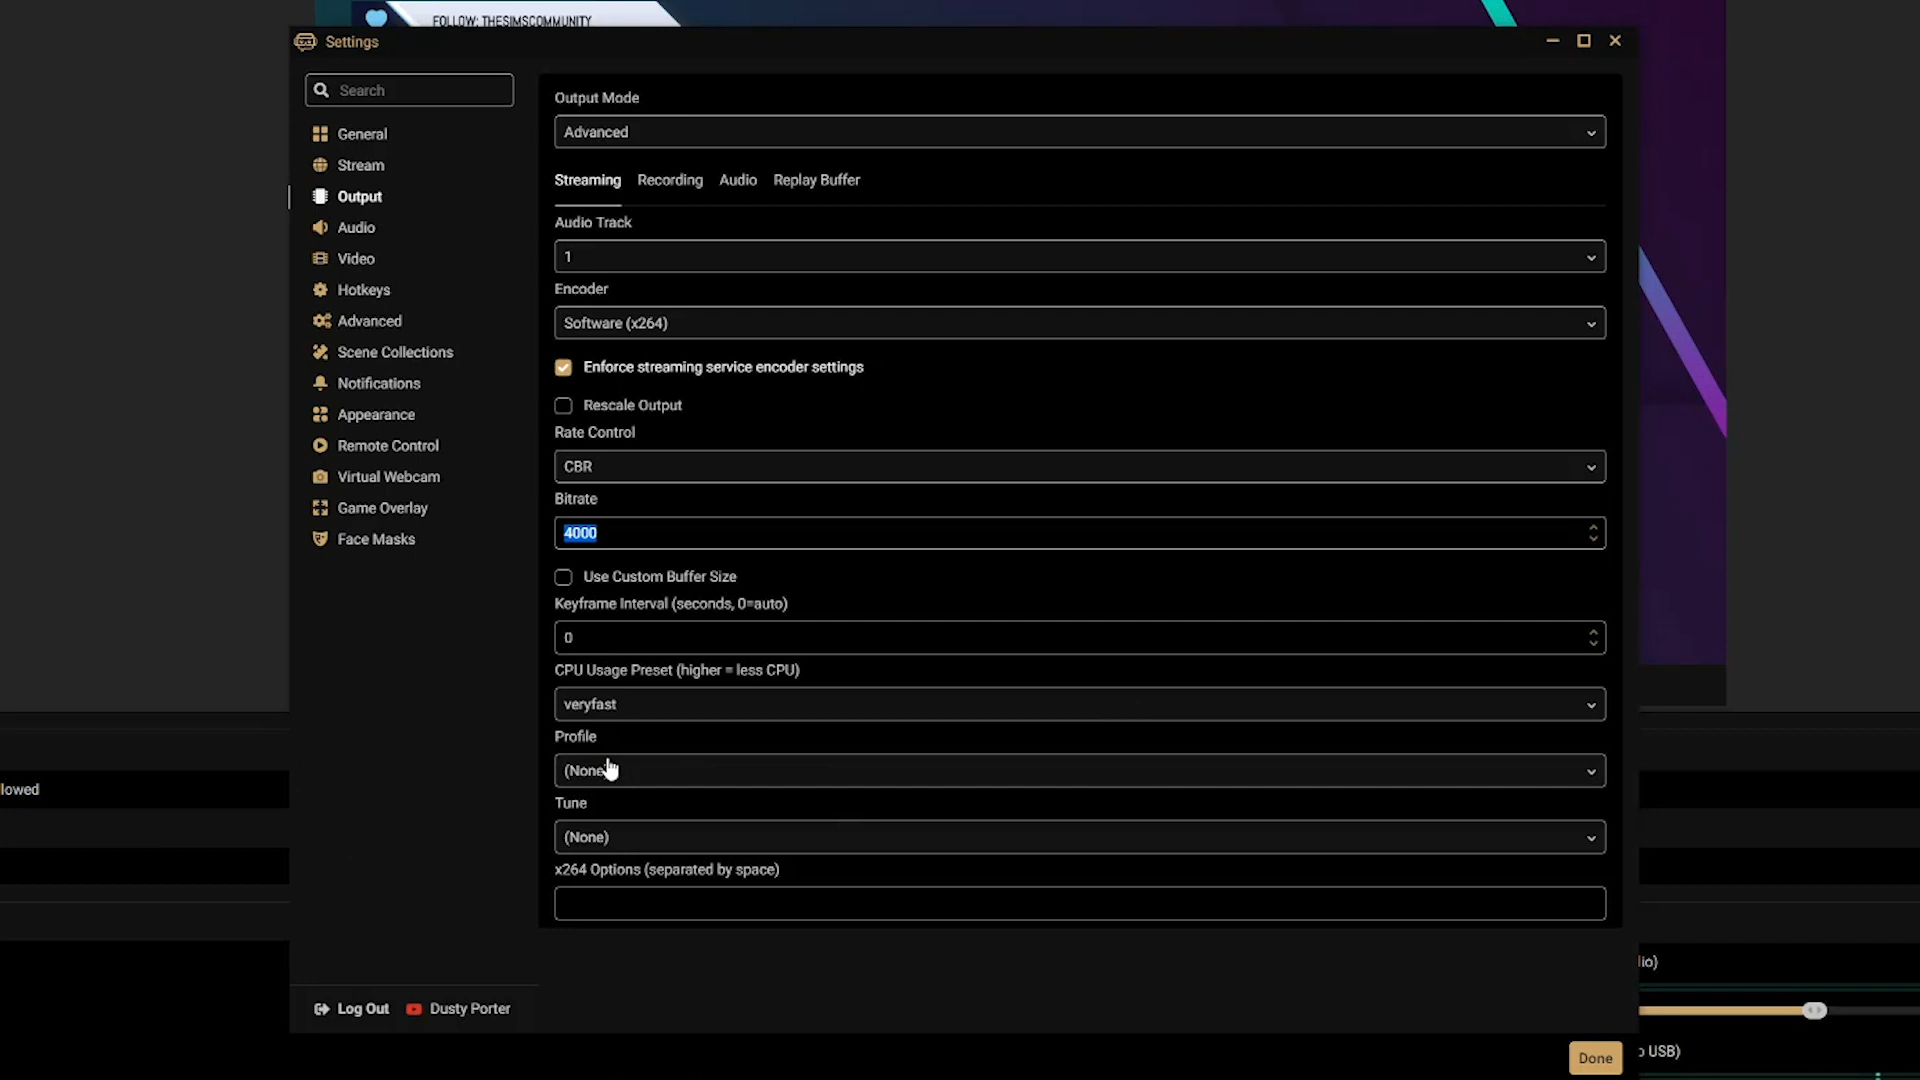 FOLLOW: THESIMSCOMMUNITY
Settings
Search
General
Stream
Output
Audio
Video
Hotkeys
Advanced
Scene Collections
Notifications
Appearance
Remote Control
Virtual Webcam
Game Overlay
Face Masks
Log Out
Dusty Porter
Output Mode
Advanced
Streaming Recording Audio Replay Buffer
Audio Track
1
Encoder
Software (x264)
Enforce streaming service encoder settings
Rescale Output
Rate Control
CBR
Bitrate
4000
Use Custom Buffer Size
Keyframe Interval (seconds, 0=auto)
0
CPU Usage Preset (higher = less CPU)
veryfast
Profile
(None
Tune
(None)
x264 Options (separated by space)
Done
lowed
dio)
o USB)